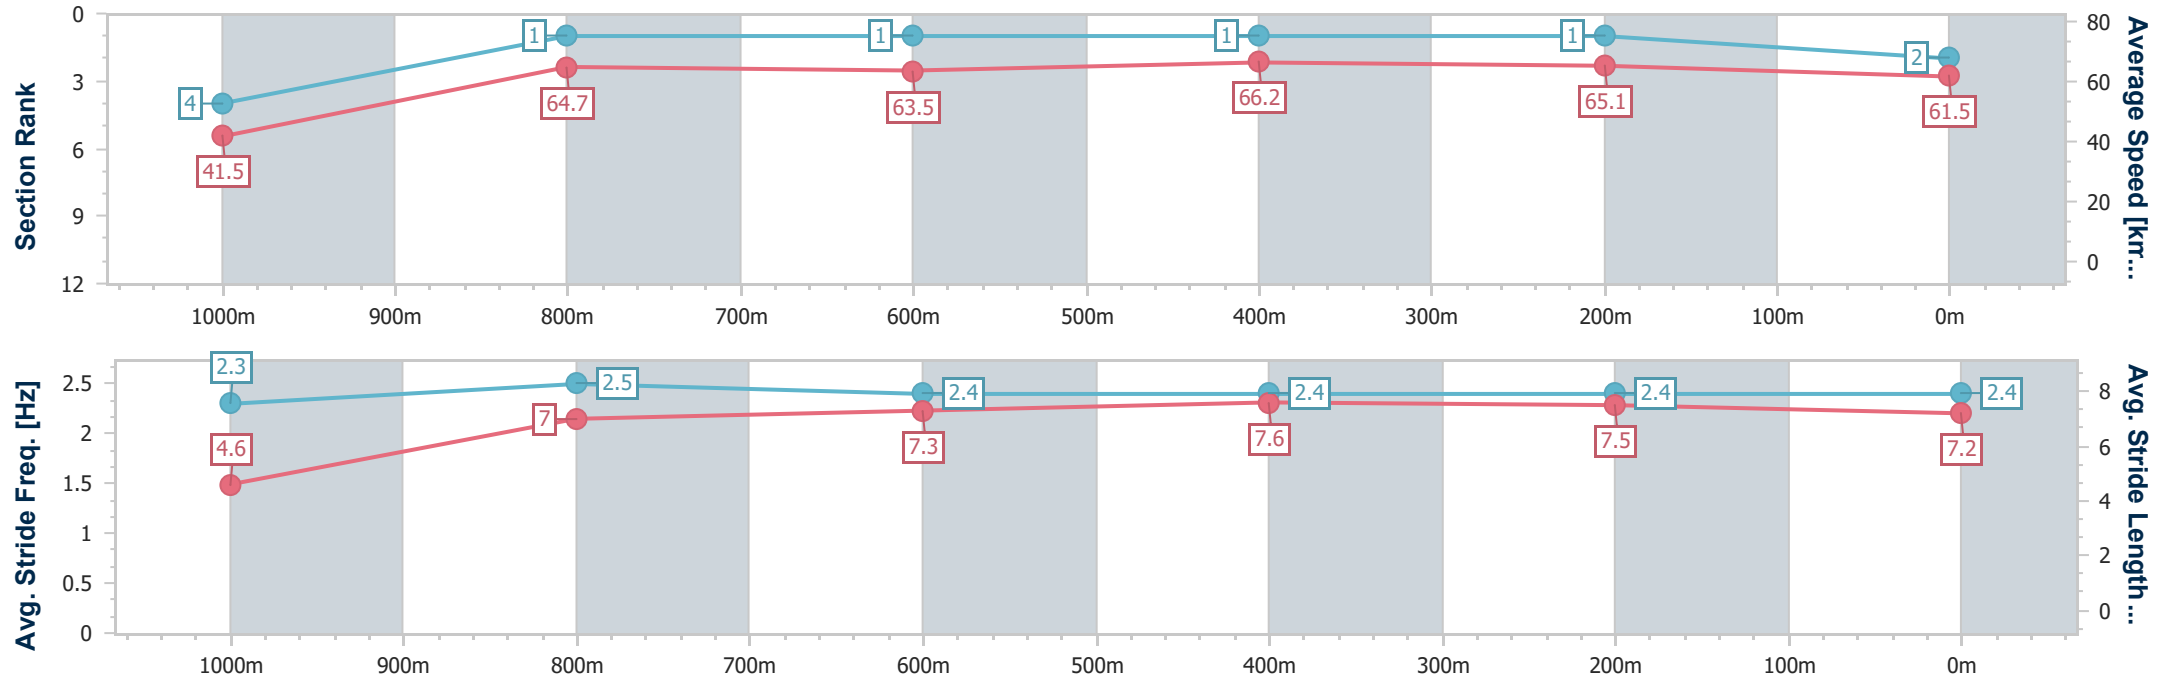 0
3
6
9
12
Section Rank
80
60
40
20
0
Average Speed [km...
4
1
1
1
1
2
41.5
64.7
63.5
66.2
65.1
61.5
1000m
900m
800m
700m
600m
500m
400m
300m
200m
100m
0m
2.5
2
1.5
1
0.5
0
Avg. Stride Freq. [Hz]
8
6
4
2
0
Avg. Stride Length...
2.3
2.5
2.4
2.4
2.4
2.4
4.6
7
7.3
7.6
7.5
7.2
1000m
900m
800m
700m
600m
500m
400m
300m
200m
100m
0m